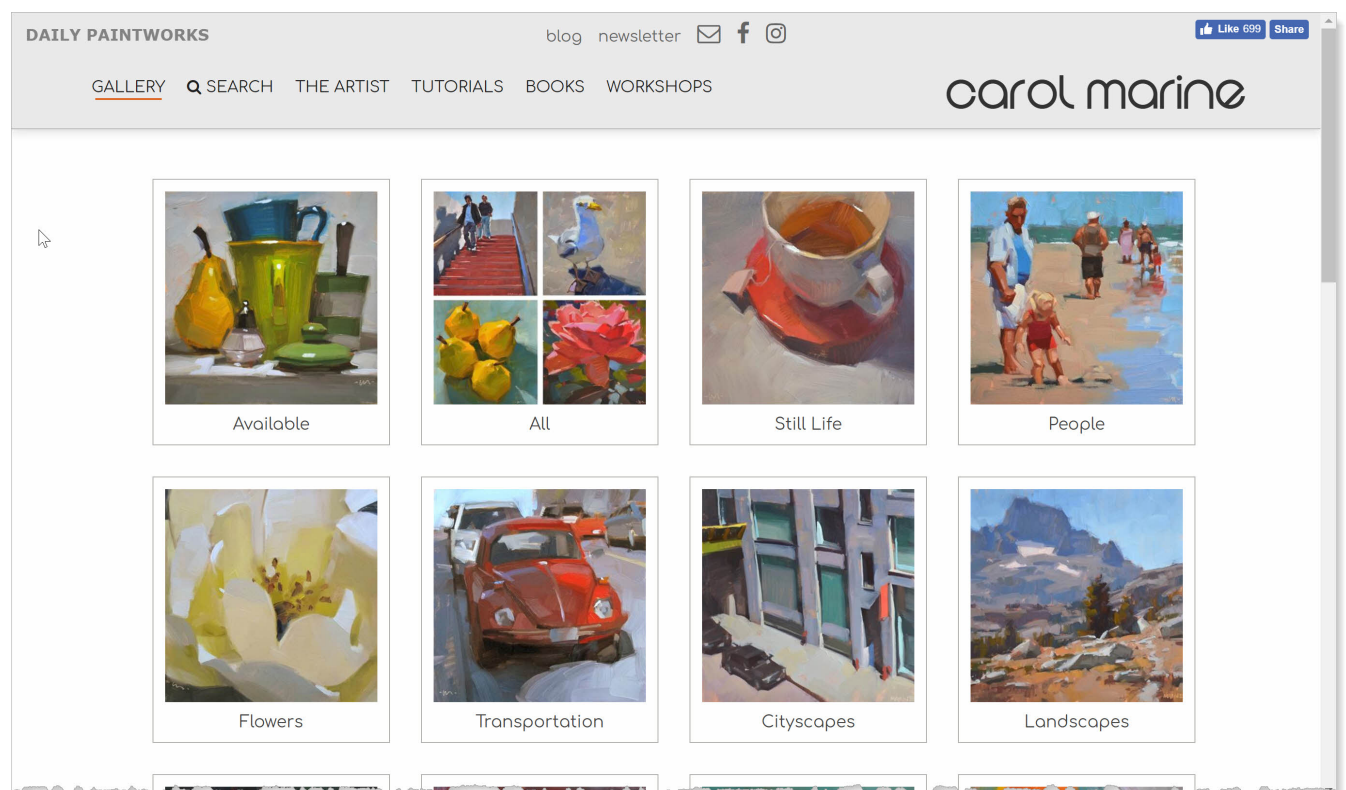 DAILY PAINTWORKS
blog newsletter
Like 699 Share
GALLERY SEARCH THE ARTIST TUTORIALS BOOKS WORKSHOPS
carol marine
Available
All
Still Life
People
Flowers
Transportation
Cityscapes
Landscapes